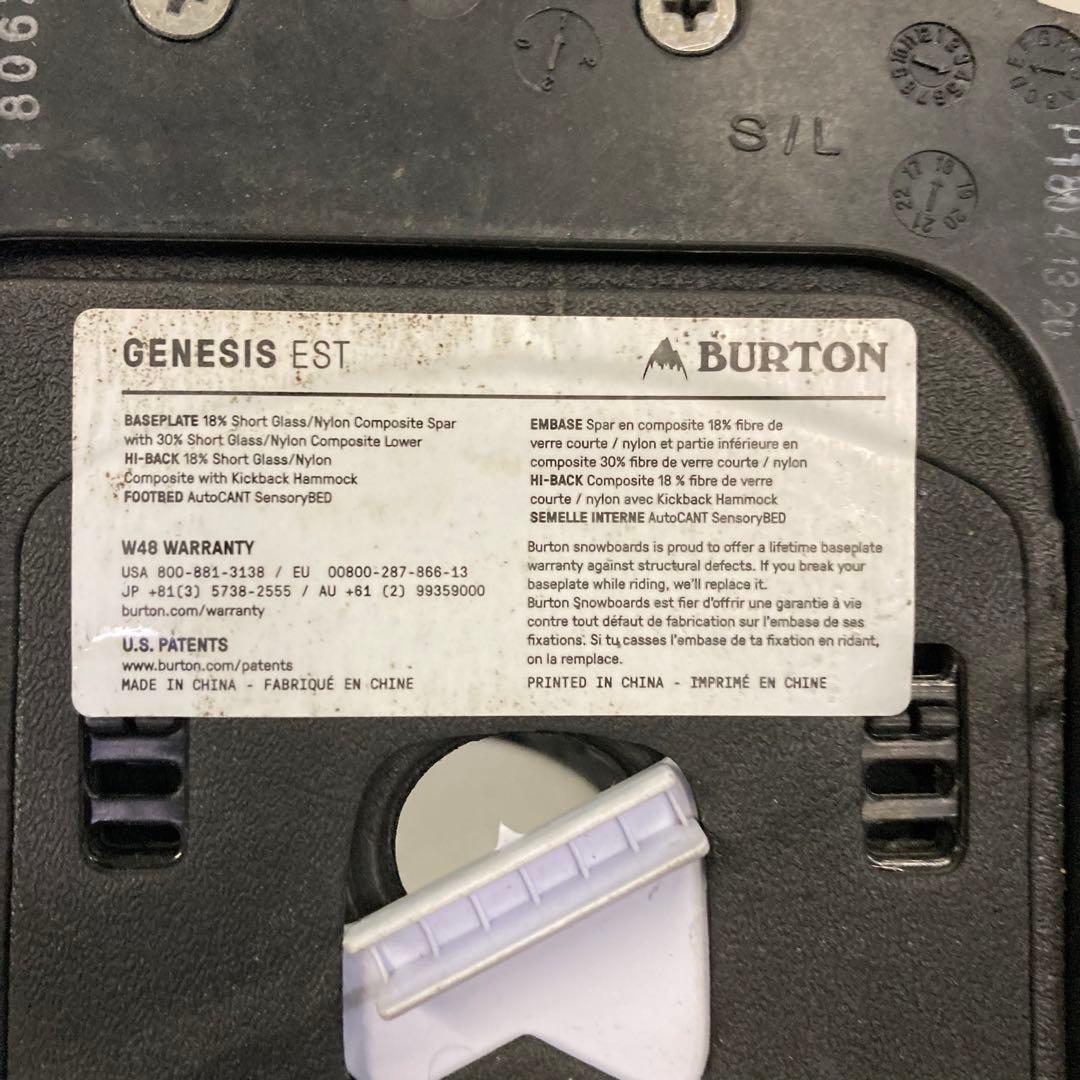 S/L
17 18 19 20 21 22
GENESIS EST
BURTON
BASEPLATE 18% Short Glass/Nylon Composite Spar
with 30% Short Glass/Nylon Composite Lower
HI-BACK 18% Short Glass/Nylon
Composite with Kickback Hammock
FOOTBED AutoCANT SensoryBED
W48 WARRANTY
USA 800-881-3138 / EU 00800-287-866-13
JP +81(3) 5738-2555 / AU +61 (2) 99359000
burton.com/warranty
U.S. PATENTS
www.burton.com/patents
MADE IN CHINA - FABRIQUÉ EN CHINE
EMBASE Spar en composite 18% fibre de
verre courte / nylon et partie inférieure en
composite 30% fibre de verre courte / nylon
HI-BACK Composite 18 % fibre de verre
courte / nylon avec Kickback Hammock
SEMELLE INTERNE AutoCANT SensoryBED
Burton snowboards is proud to offer a lifetime baseplate
warranty against structural defects. If you break your
baseplate while riding, we'll replace it.
Burton Snowboards est fier d'offrir une garantie à vie
contre tout défaut de fabrication sur l'embase de ses
fixations. Si tu casses l'embase de ta fixation en ridant,
on la remplace.
PRINTED IN CHINA - IMPRIMÉ EN CHINE